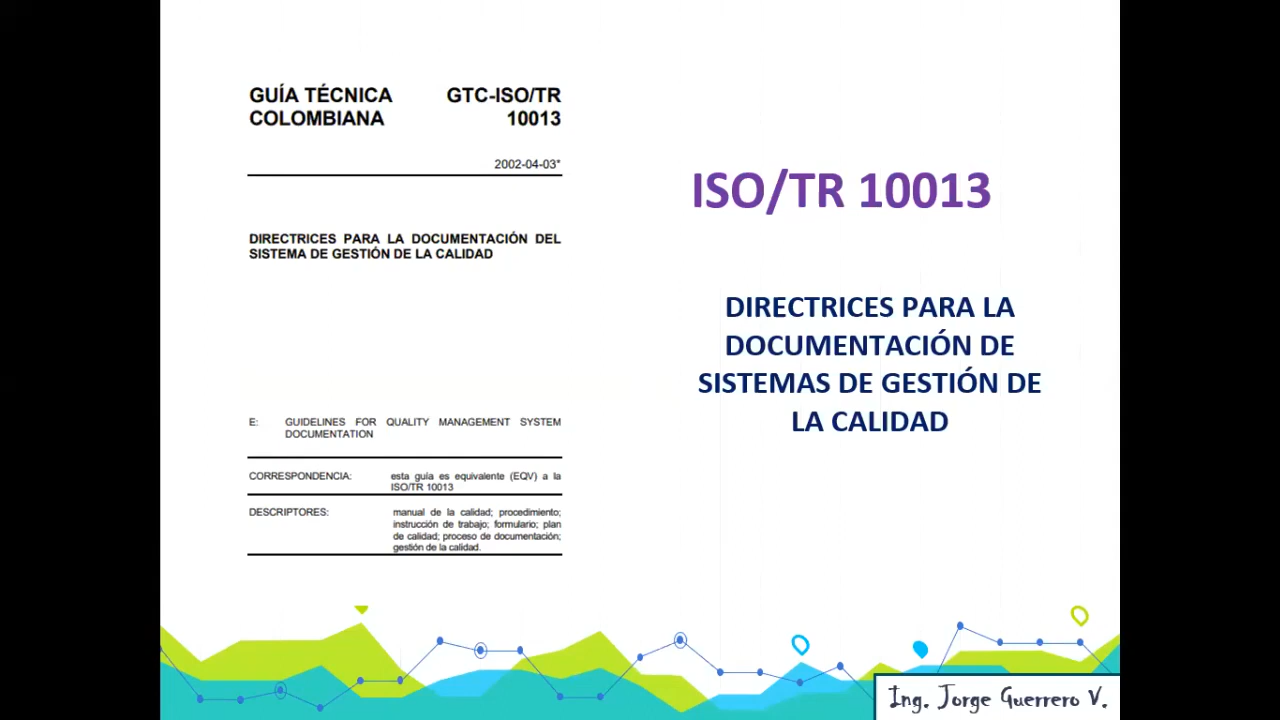 GUÍA TÉCNICA GTC-ISO/TR
COLOMBIANA 10013
2002-04-03*
DIRECTRICES PARA LA DOCUMENTACIÓN DEL
SISTEMA DE GESTIÓN DE LA CALIDAD
E: GUIDELINES FOR QUALITY MANAGEMENT SYSTEM
DOCUMENTATION
CORRESPONDENCIA: esta guía es equivalente (EQV) a la
ISO/TR 10013
DESCRIPTORES: manual de la calidad; procedimiento;
instrucción de trabajo; formulario; plan
de calidad; proceso de documentación;
gestión de la calidad.
ISO/TR 10013
DIRECTRICES PARA LA
DOCUMENTACIÓN DE
SISTEMAS DE GESTIÓN DE
LA CALIDAD
Ing. Jorge Guerrero V.